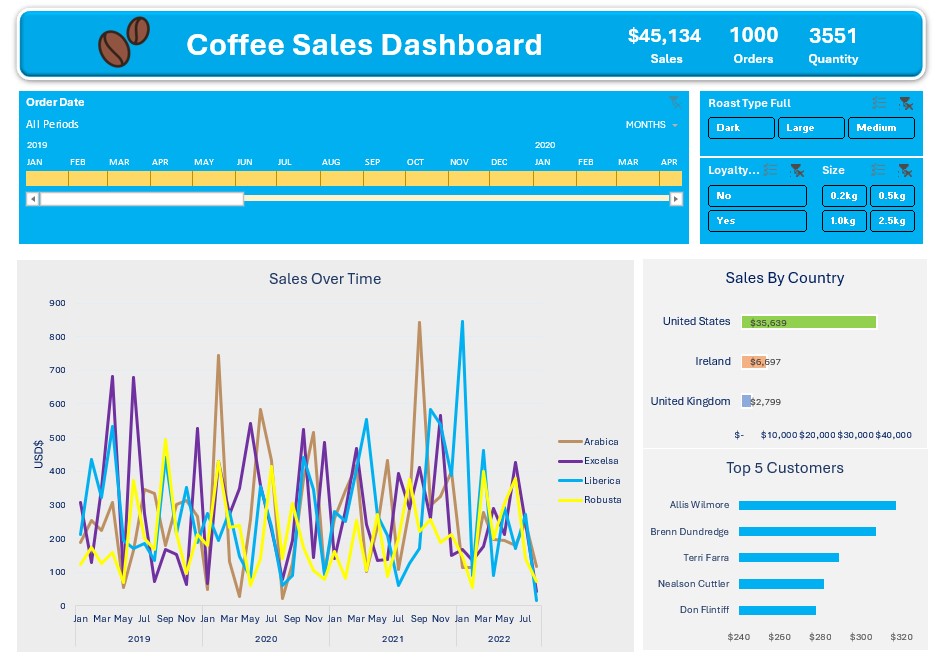 Coffee Sales Dashboard
$45,134 1000 3551
Sales Orders Quantity
Order Date
All Periods MONTHS
2019 2020
JAN FEB MAR APR MAY JUN JUL AUG SEP OCT NOV DEC JAN FEB MAR APR
Roast Type Full
Dark Large Medium
Loyalty... Size
No 0.2kg 0.5kg
Yes 1.0kg 2.5kg
Sales Over Time
900
800
700
600
500
400
300
200
100
0
USD$
Jan Mar May Jul Sep Nov Jan Mar May Jul Sep Nov Jan Mar May Jul Sep Nov Jan Mar May Jul
2019 2020 2021 2022
Arabica
Excelsa
Liberica
Robusta
Sales By Country
United States $35,639
Ireland $6,697
United Kingdom $2,799
$- $10,000 $20,000 $30,000 $40,000
Top 5 Customers
Allis Wilmore
Brenn Dundredge
Terri Farra
Nealson Cuttler
Don Flintiff
$240 $260 $280 $300 $320